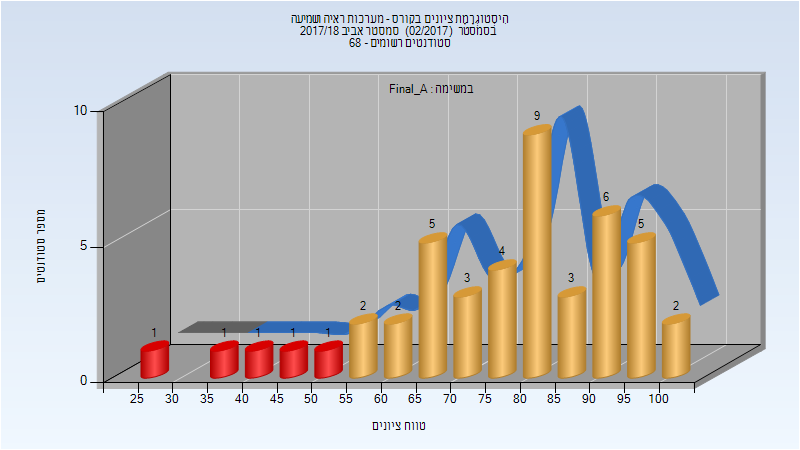 היסטוגרמת ציונים בקורס - מערכות ראיה ושמיעה
בסמסטר (02/2017) סמסטר אביב 2017/18
סטודנטים רשומים - 68
במשימה : Final_A
10
5
0
מספר סטודנטים
1 1 1 1 1 2 2 5 3 4 9 3 6 5 2
25 30 35 40 45 50 55 60 65 70 75 80 85 90 95 100
טווח ציונים